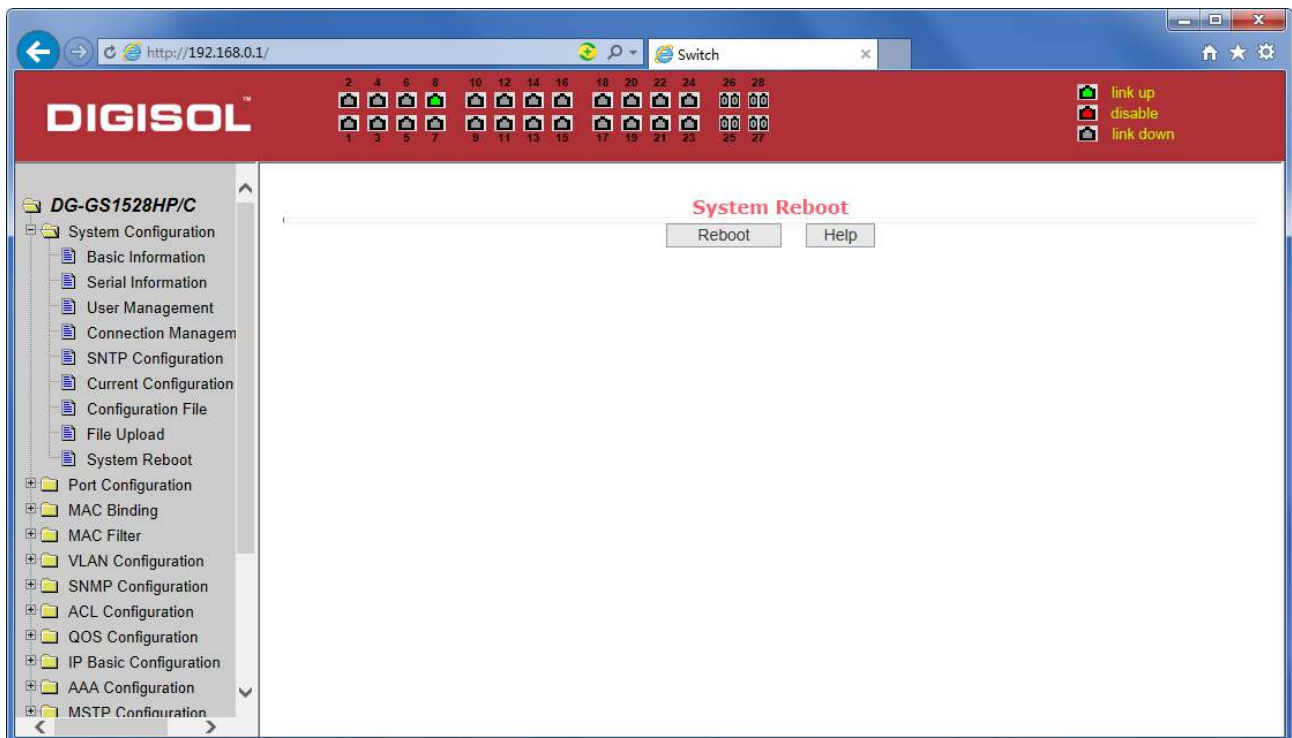 http://192.168.0.1/
Switch
DIGISOL™
2 4 6 8 10 12 14 16 18 20 22 24 26 28
1 3 5 7 9 11 13 15 17 19 21 23 25 27
link up
disable
link down
DG-GS1528HP/C
System Configuration
Basic Information
Serial Information
User Management
Connection Managem
SNTP Configuration
Current Configuration
Configuration File
File Upload
System Reboot
Port Configuration
MAC Binding
MAC Filter
VLAN Configuration
SNMP Configuration
ACL Configuration
QOS Configuration
IP Basic Configuration
AAA Configuration
MSTP Configuration
System Reboot
Reboot Help